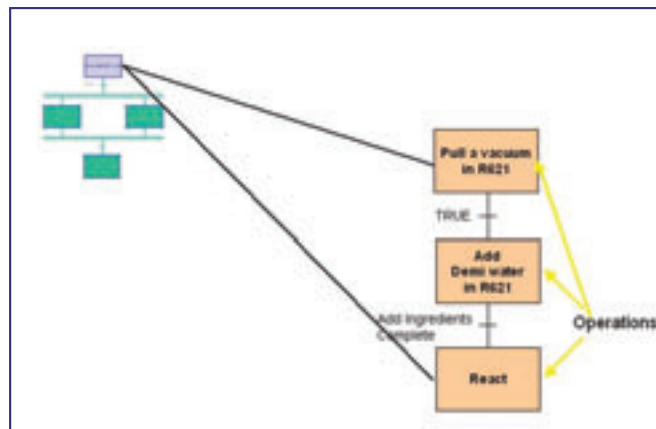 Pull a vacuum
in R621
TRUE
Add
Demi water
in R621
Add Ingredients
Complete
Operations
React